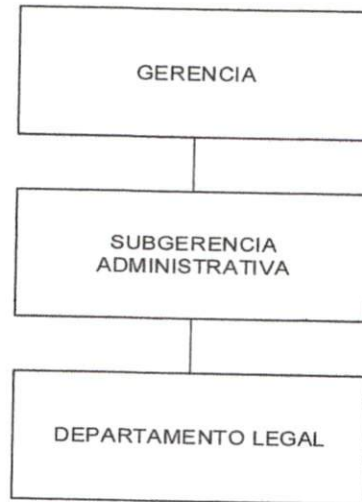 GERENCIA
SUBGERENCIA
ADMINISTRATIVA
DEPARTAMENTO LEGAL